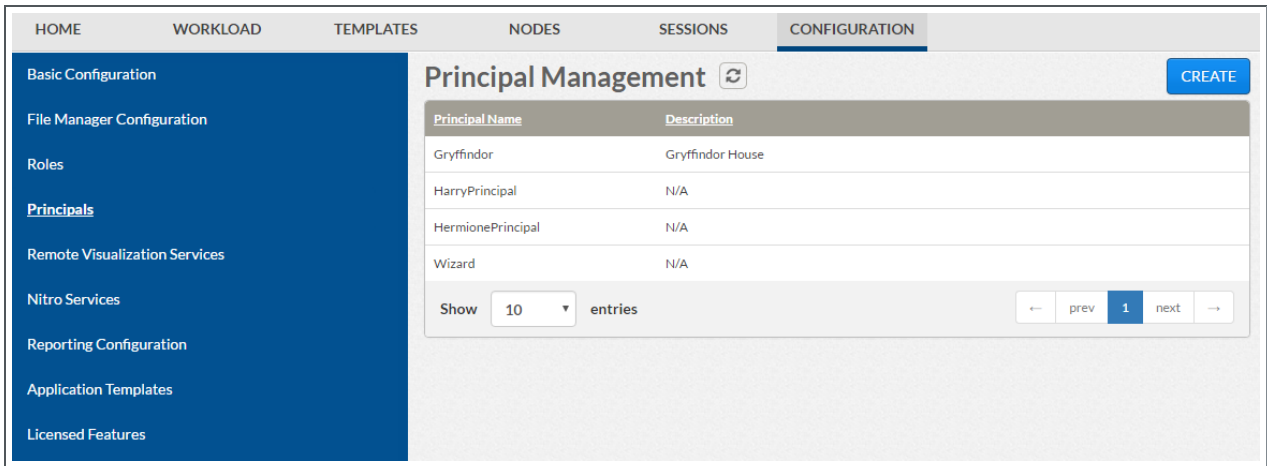 HOME WORKLOAD TEMPLATES NODES SESSIONS CONFIGURATION
Basic Configuration
File Manager Configuration
Roles
Principals
Remote Visualization Services
Nitro Services
Reporting Configuration
Application Templates
Licensed Features
Principal Management
CREATE
Principal Name Description
Gryffindor Gryffindor House
HarryPrincipal N/A
HermionePrincipal N/A
Wizard N/A
Show 10 entries
← prev 1 next →